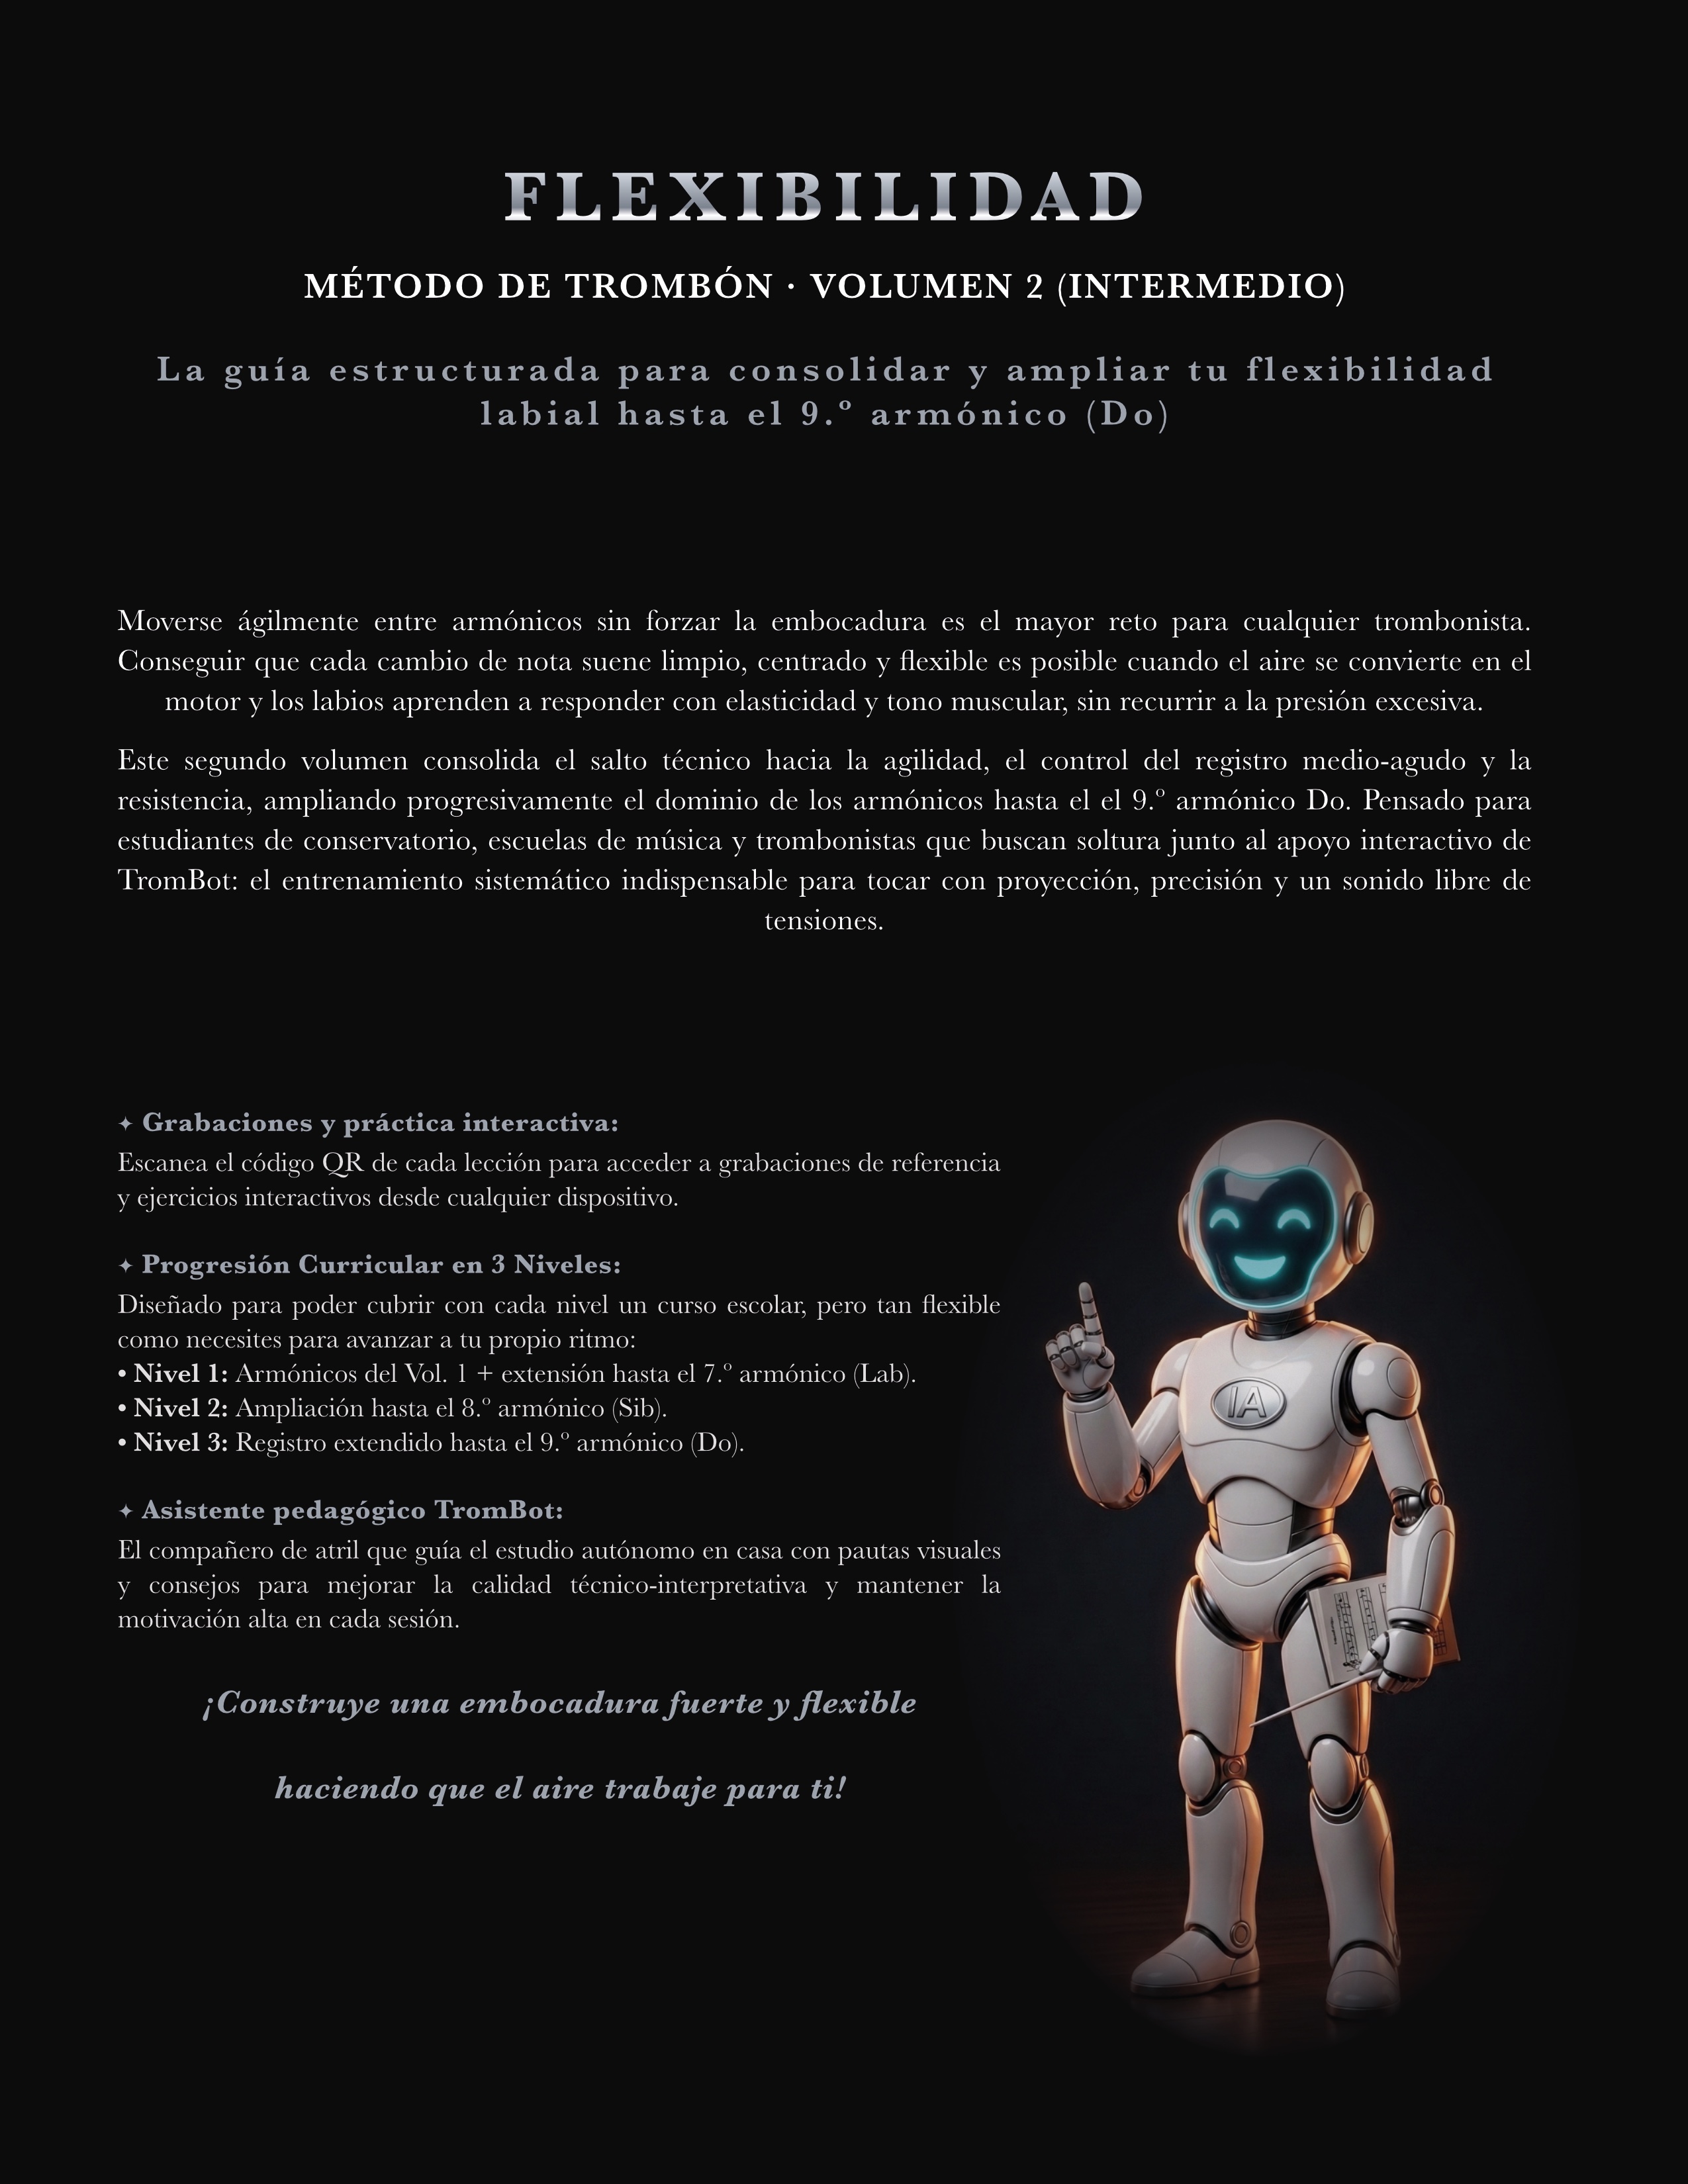 FLEXIBILIDAD
MÉTODO DE TROMBÓN · VOLUMEN 2 (INTERMEDIO)
La guía estructurada para consolidar y ampliar tu flexibilidad
labial hasta el 9.º armónico (Do)
Moverse ágilmente entre armónicos sin forzar la embocadura es el mayor reto para cualquier trombonista.
Conseguir que cada cambio de nota suene limpio, centrado y flexible es posible cuando el aire se convierte en el
motor y los labios aprenden a responder con elasticidad y tono muscular, sin recurrir a la presión excesiva.
Este segundo volumen consolida el salto técnico hacia la agilidad, el control del registro medio-agudo y la
resistencia, ampliando progresivamente el dominio de los armónicos hasta el el 9.º armónico Do. Pensado para
estudiantes de conservatorio, escuelas de música y trombonistas que buscan soltura junto al apoyo interactivo de
TromBot: el entrenamiento sistemático indispensable para tocar con proyección, precisión y un sonido libre de
tensiones.
✦ Grabaciones y práctica interactiva:
Escanea el código QR de cada lección para acceder a grabaciones de referencia
y ejercicios interactivos desde cualquier dispositivo.
✦ Progresión Curricular en 3 Niveles:
Diseñado para poder cubrir con cada nivel un curso escolar, pero tan flexible
como necesites para avanzar a tu propio ritmo:
• Nivel 1: Armónicos del Vol. 1 + extensión hasta el 7.º armónico (Lab).
• Nivel 2: Ampliación hasta el 8.º armónico (Sib).
• Nivel 3: Registro extendido hasta el 9.º armónico (Do).
✦ Asistente pedagógico TromBot:
El compañero de atril que guía el estudio autónomo en casa con pautas visuales
y consejos para mejorar la calidad técnico-interpretativa y mantener la
motivación alta en cada sesión.
¡Construye una embocadura fuerte y flexible
haciendo que el aire trabaje para ti!
IA